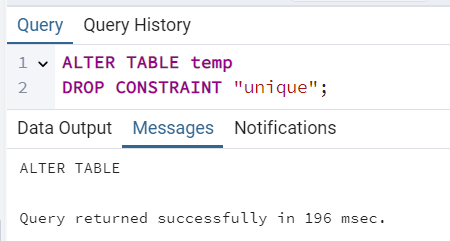 Query Query History
1 ALTER TABLE temp
2 DROP CONSTRAINT "unique";
Data Output Messages Notifications
ALTER TABLE
Query returned successfully in 196 msec.